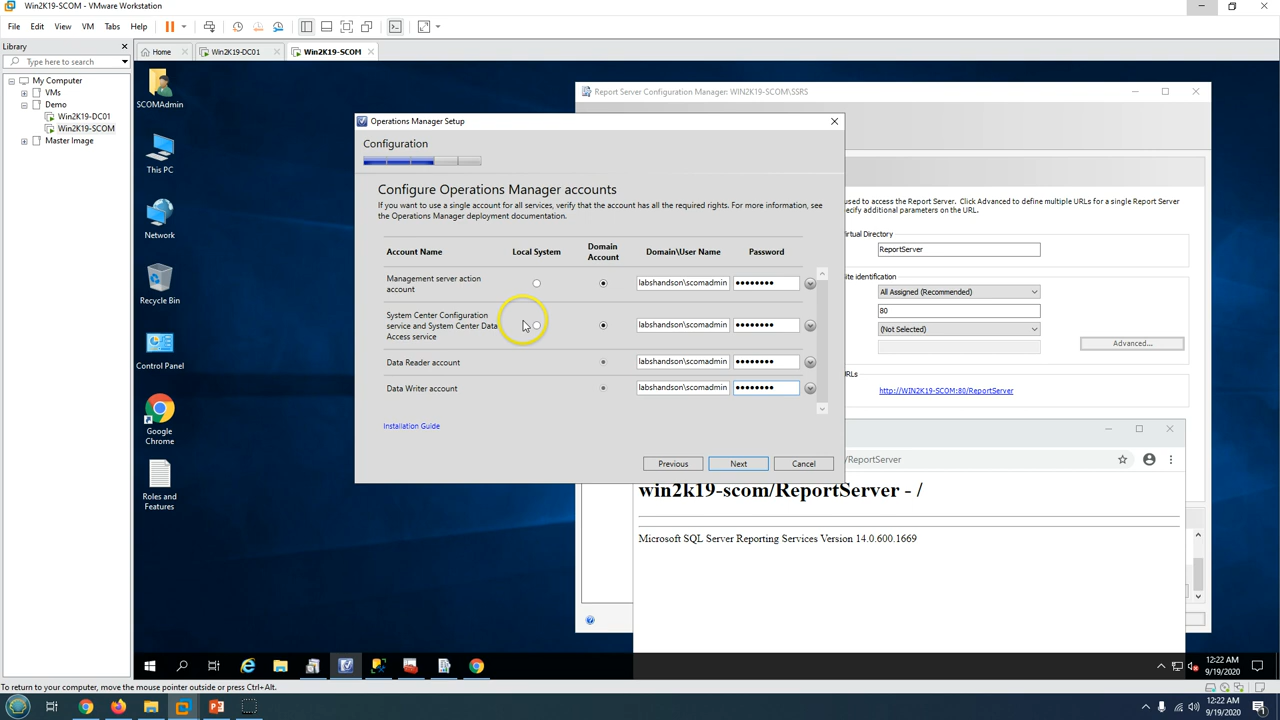 Win2K19-SCOM - VMware Workstation
File Edit View VM Tabs Help
Library
Type here to search
My Computer
VMs
Demo
Win2K19-DC01
Win2K19-SCOM
Master Image
Home Win2K19-DC01 Win2K19-SCOM
SCOMAdmin
This PC
Network
Recycle Bin
Control Panel
Google
Chrome
Roles and
Features
Report Server Configuration Manager: WIN2K19-SCOM\SSRS
used to access the Report Server. Click Advanced to define multiple URLs for a single Report Server
specify additional parameters on the URL.
Virtual Directory
ReportServer
Site identification
All Assigned (Recommended)
80
(Not Selected)
Advanced...
URLs
http://WIN2K19-SCOM:80/ReportServer
Operations Manager Setup
Configuration
Configure Operations Manager accounts
If you want to use a single account for all services, verify that the account has all the required rights. For more information, see
the Operations Manager deployment documentation.
Account Name Local System Domain Account Domain\User Name Password
Management server action
account
labshandson\scomadmin ••••••••
System Center Configuration
service and System Center Data
Access service
labshandson\scomadmin ••••••••
Data Reader account labshandson\scomadmin ••••••••
Data Writer account labshandson\scomadmin ••••••••
Installation Guide
Previous Next Cancel
/ReportServer
win2k19-scom/ReportServer - /
Microsoft SQL Server Reporting Services Version 14.0.600.1669
12:22 AM
9/19/2020
To return to your computer, move the mouse pointer outside or press Ctrl+Alt.
12:22 AM
9/19/2020